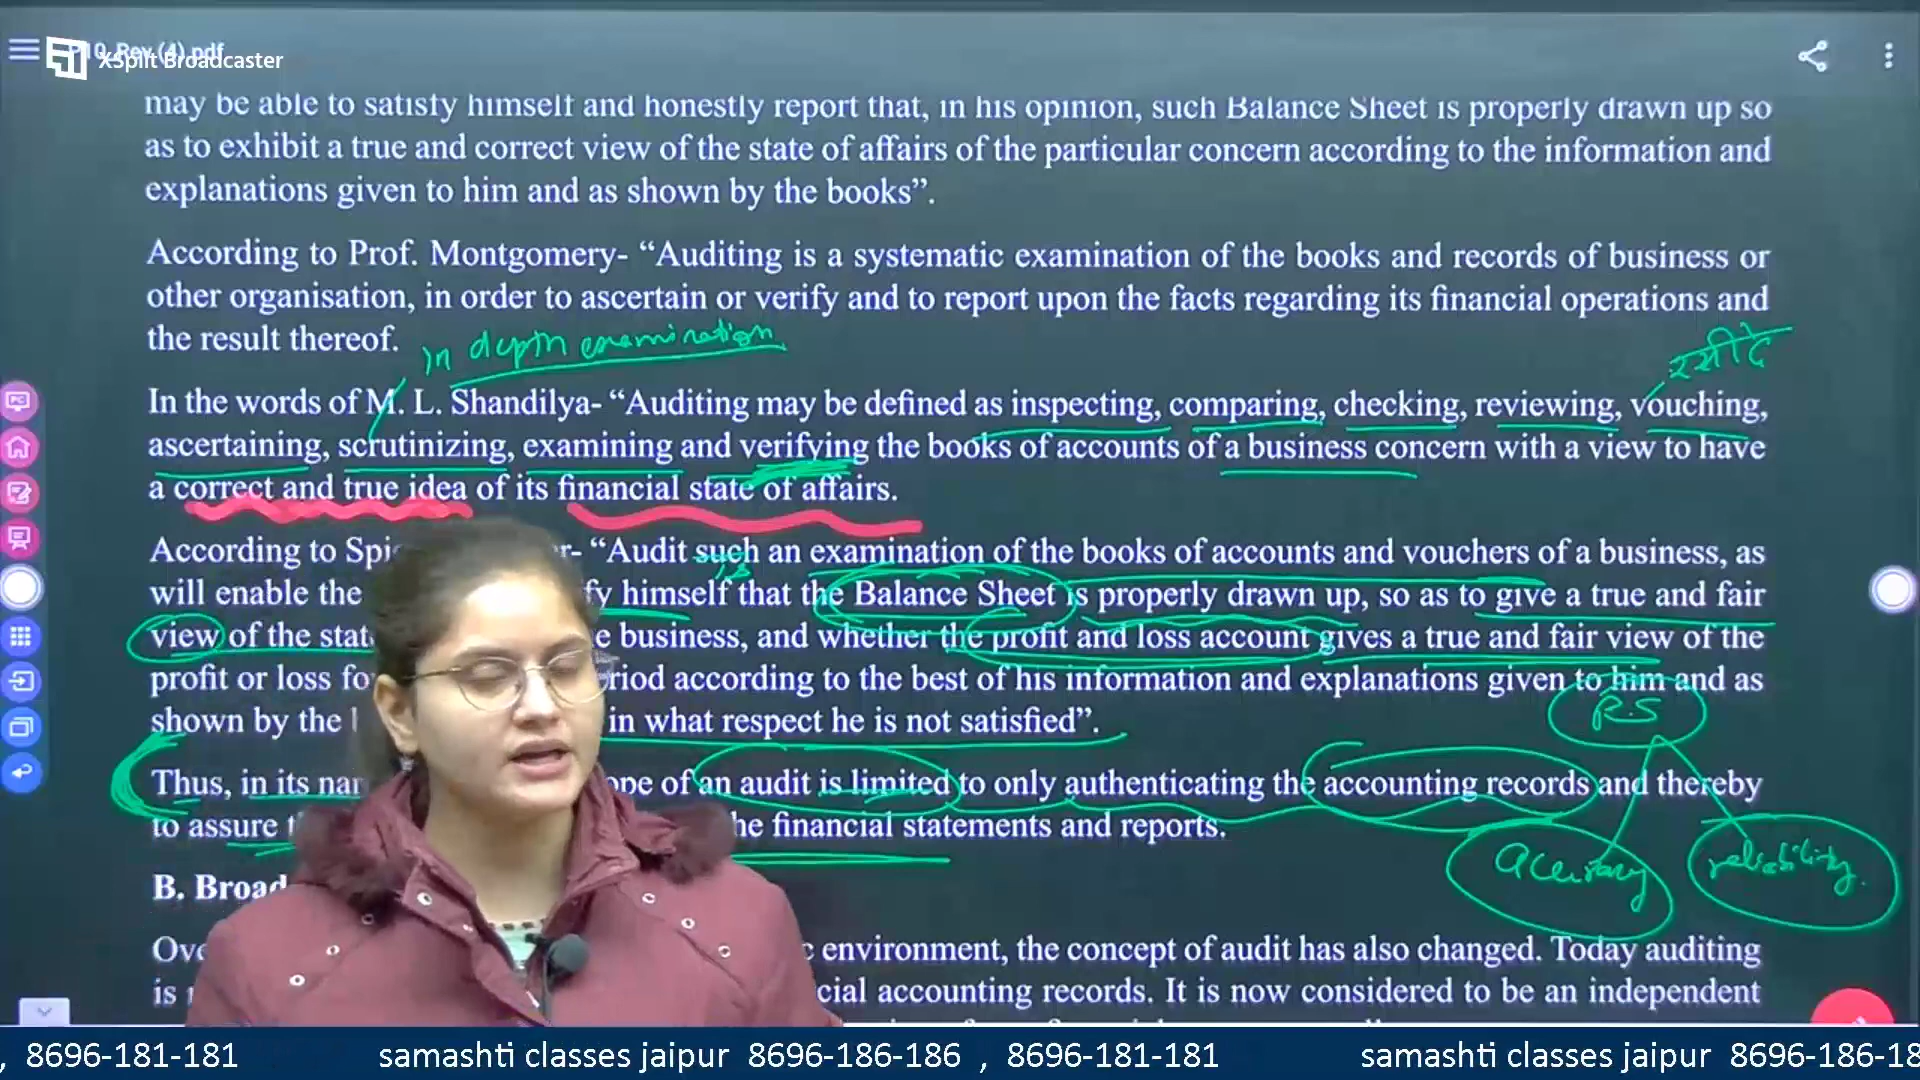 P10_Rev (4).pdf
XSplit Broadcaster
may be able to satisfy himself and honestly report that, in his opinion, such Balance Sheet is properly drawn up so
as to exhibit a true and correct view of the state of affairs of the particular concern according to the information and
explanations given to him and as shown by the books”.
According to Prof. Montgomery- “Auditing is a systematic examination of the books and records of business or
other organisation, in order to ascertain or verify and to report upon the facts regarding its financial operations and
the result thereof.
in depth examination
रसीद
In the words of M. L. Shandilya- “Auditing may be defined as inspecting, comparing, checking, reviewing, vouching,
ascertaining, scrutinizing, examining and verifying the books of accounts of a business concern with a view to have
a correct and true idea of its financial state of affairs.
According to “Audit such an examination of the books of accounts and vouchers of a business, as
is
will enable the himself that the Balance Sheet is properly drawn up, so as to give a true and fair
view of the business, and whether the profit and loss account gives a true and fair view of the
profit or loss according to the best of his information and explanations given to him and as
shown by the in what respect he is not satisfied”.
RS
Thus, in its of an audit is limited to only authenticating the accounting records and thereby
to assure financial statements and reports.
accuracy
reliability.
B. Broad
environment, the concept of audit has also changed. Today auditing
is accounting records. It is now considered to be an independent
, 8696-181-181 samashti classes jaipur 8696-186-186 , 8696-181-181 samashti classes jaipur 8696-186-18